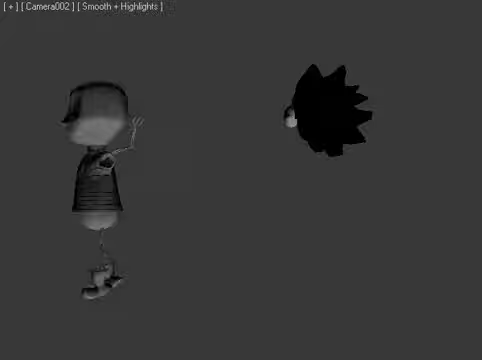 [ + ] [ Camera002 ] [ Smooth + Highlights ]